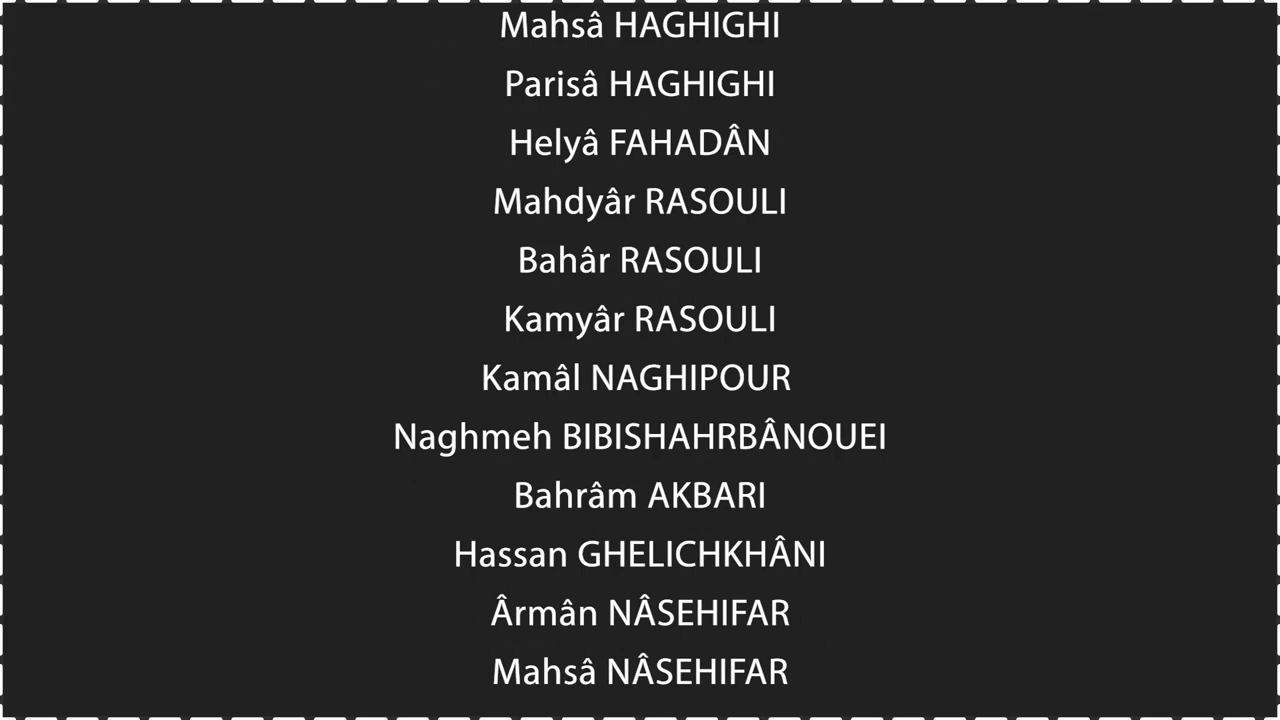 Mahsâ HAGHIGHI
Parisâ HAGHIGHI
Helyâ FAHADÂN
Mahdyâr RASOULI
Bahâr RASOULI
Kamyâr RASOULI
Kamâl NAGHIPOUR
Naghmeh BIBISHAHRBÂNOUEI
Bahrâm AKBARI
Hassan GHELICHKHÂNI
Ârmân NÂSEHIFAR
Mahsâ NÂSEHIFAR